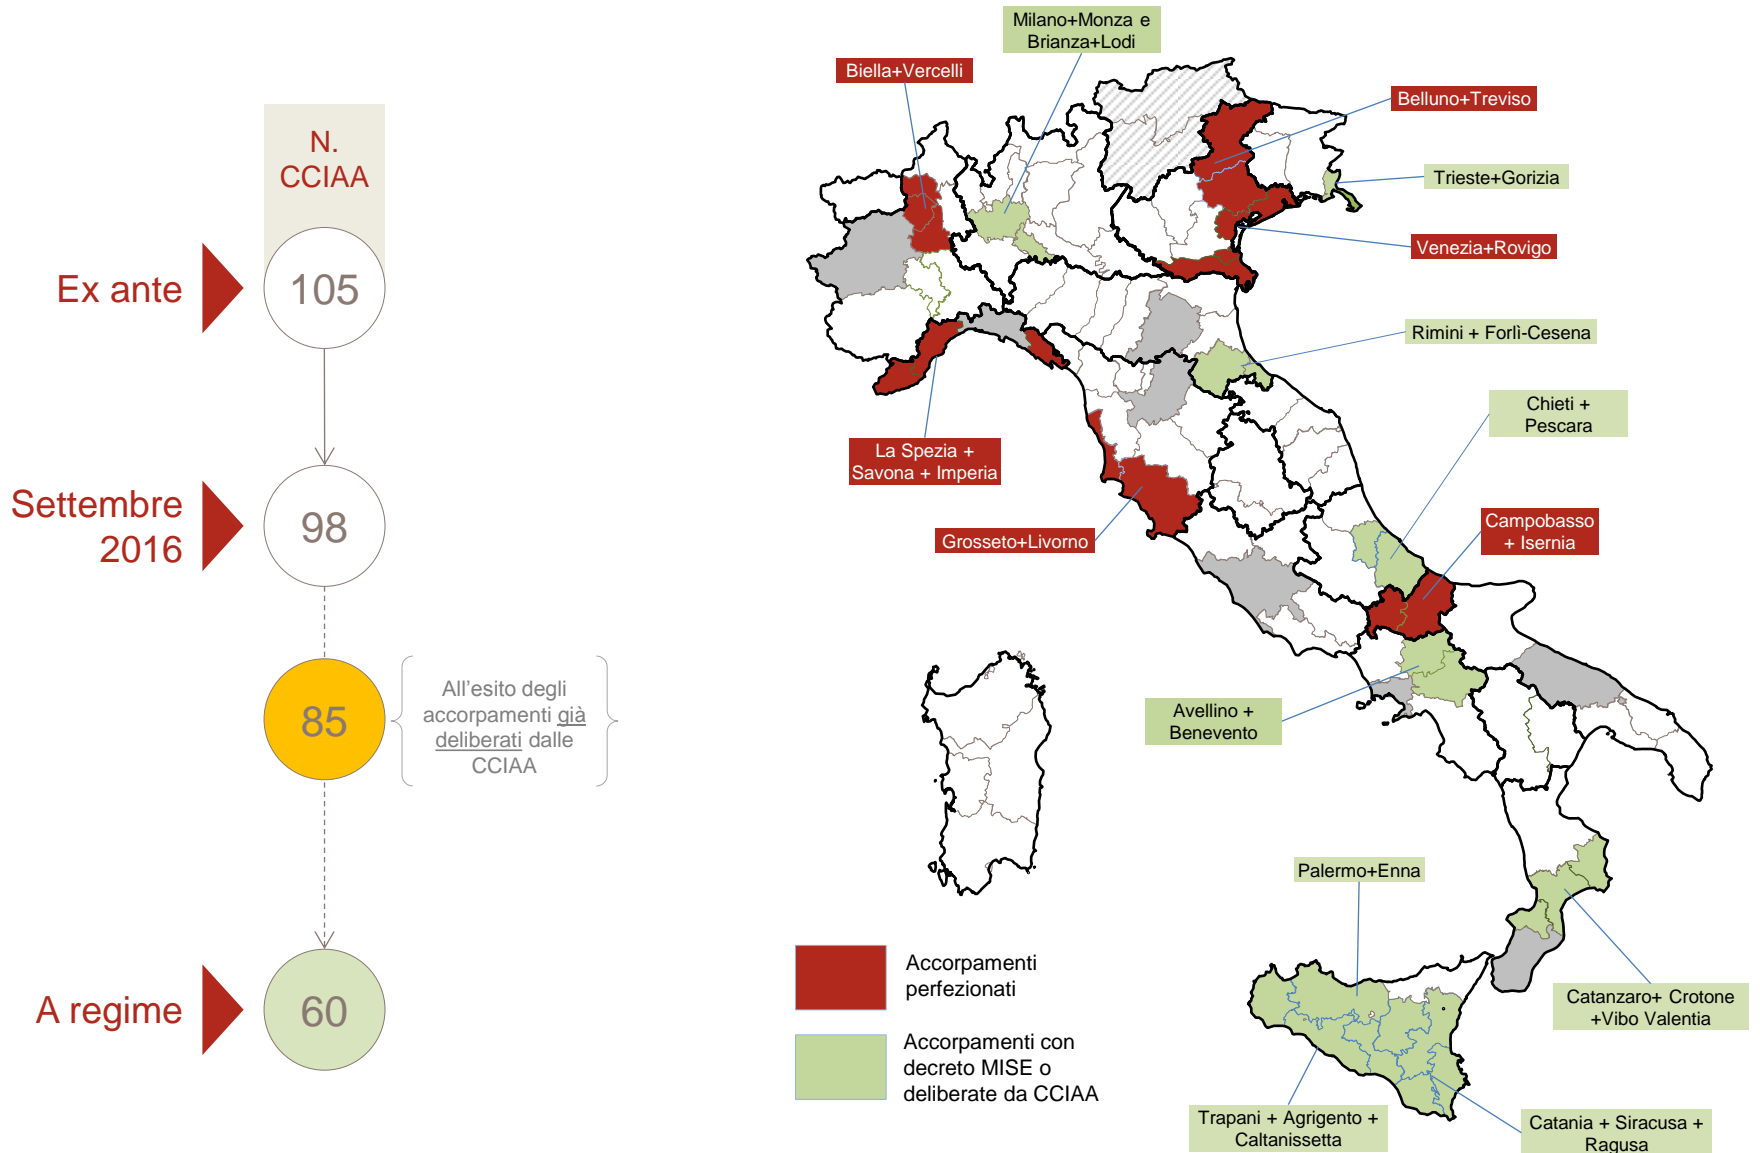 N.
CCIAA
Ex ante
105
Settembre
2016
98
85
All'esito degli
accorpamenti già
deliberati dalle
CCIAA
A regime
60
Milano+Monza e
Brianza+Lodi
Biella+Vercelli
Belluno+Treviso
Trieste+Gorizia
Venezia+Rovigo
Rimini + Forlì-Cesena
Chieti +
Pescara
La Spezia +
Savona + Imperia
Grosseto+Livorno
Campobasso
+ Isernia
Avellino +
Benevento
Palermo+Enna
Catanzaro+ Crotone
+Vibo Valentia
Trapani + Agrigento +
Caltanissetta
Catania + Siracusa +
Ragusa
Accorpamenti
perfezionati
Accorpamenti con
decreto MISE o
deliberate da CCIAA